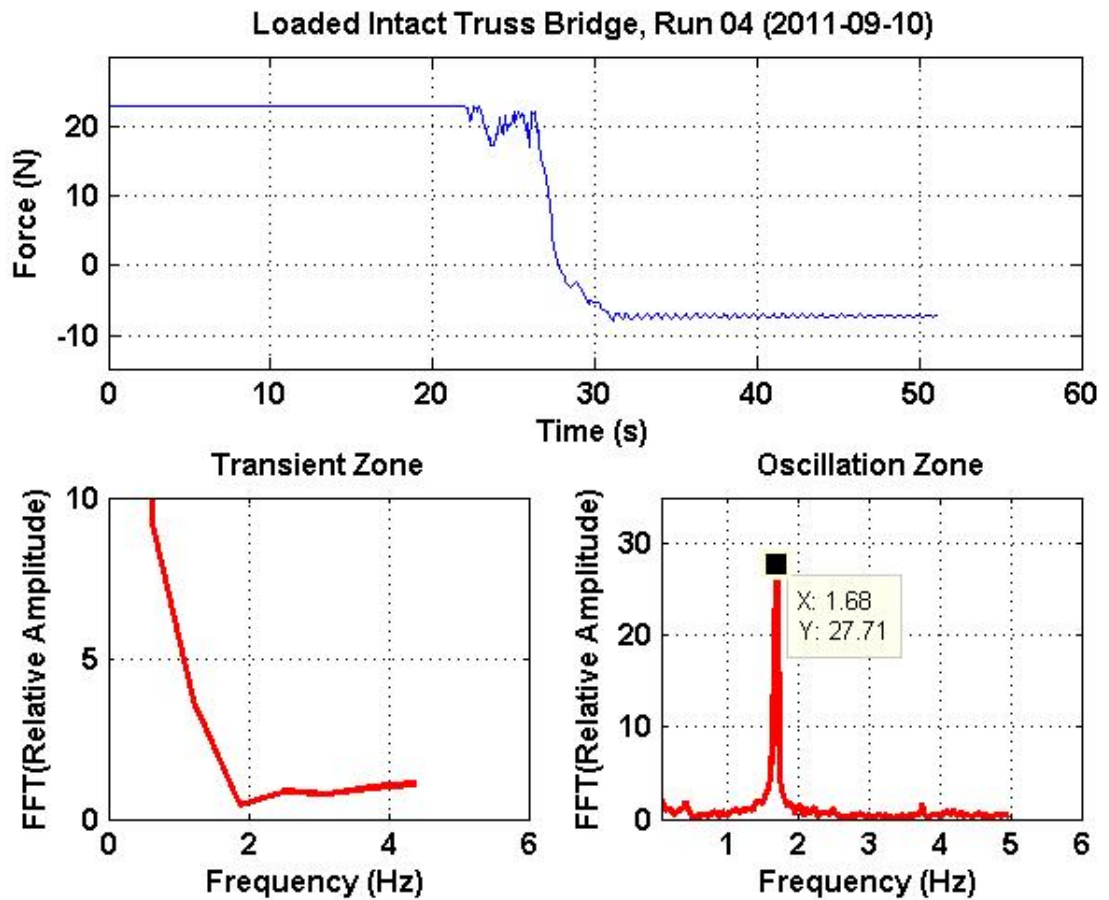 Loaded Intact Truss Bridge, Run 04 (2011-09-10)
Force (N)
20
10
0
-10
0 10 20 30 40 50 60
Time (s)
Transient Zone
FFT(Relative Amplitude)
10
5
0
0 2 4 6
Frequency (Hz)
Oscillation Zone
FFT(Relative Amplitude)
30
20
10
0
X: 1.68
Y: 27.71
1 2 3 4 5 6
Frequency (Hz)